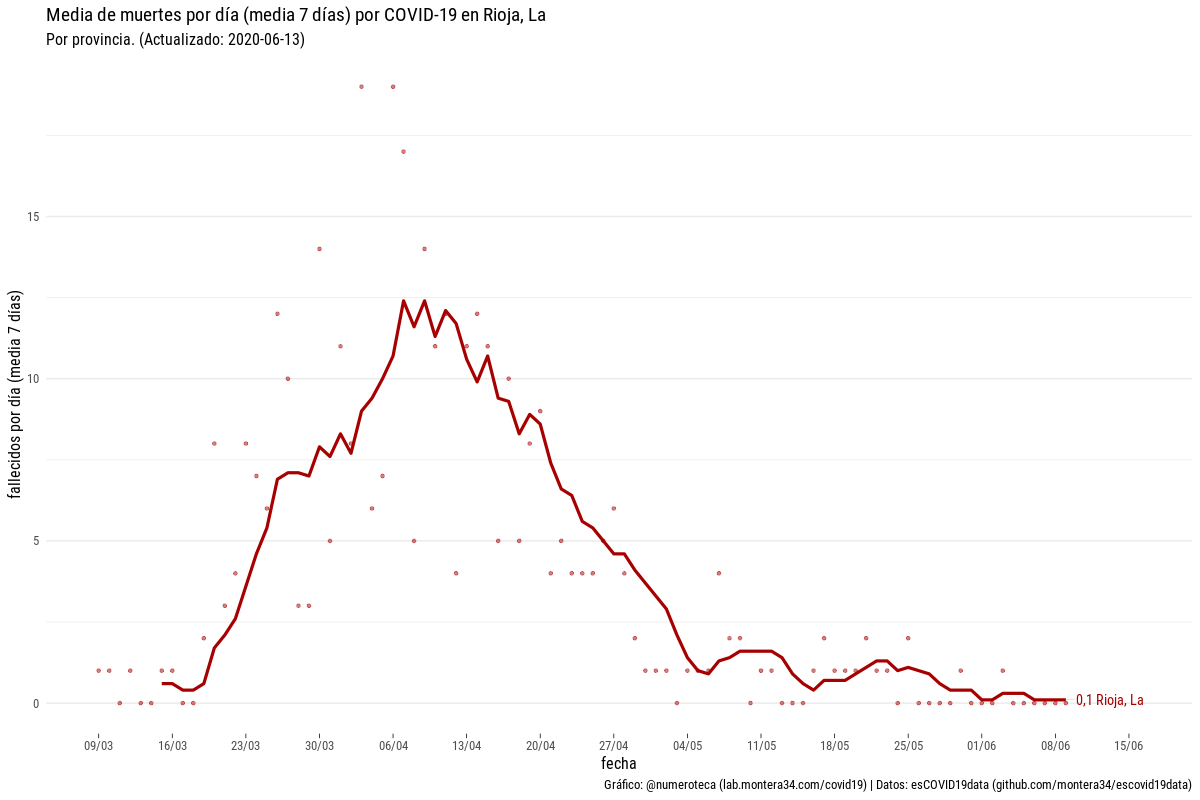 Media de muertes por día (media 7 días) por COVID-19 en Rioja, La
Por provincia. (Actualizado: 2020-06-13)
fallecidos por día (media 7 días)
15
10
5
0
0,1 Rioja, La
09/03 16/03 23/03 30/03 06/04 13/04 20/04 27/04 04/05 11/05 18/05 25/05 01/06 08/06 15/06
fecha
Gráfico: @numeroteca (lab.montera34.com/covid19) | Datos: esCOVID19data (github.com/montera34/escovid19data)